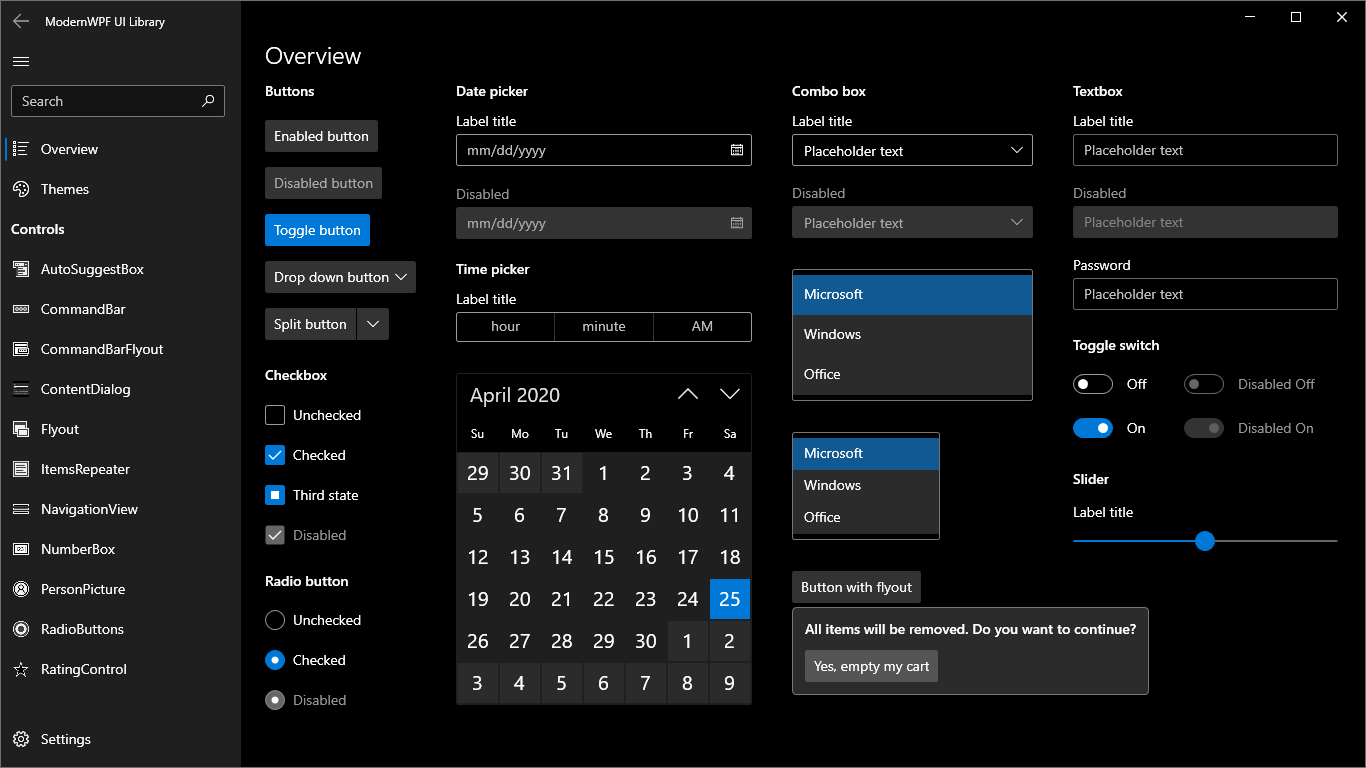 ModernWPF UI Library
Search
Overview
Themes
Controls
AutoSuggestBox
CommandBar
CommandBarFlyout
ContentDialog
Flyout
ItemsRepeater
NavigationView
NumberBox
PersonPicture
RadioButtons
RatingControl
Settings
Overview
Buttons
Enabled button
Disabled button
Toggle button
Drop down button
Split button
Checkbox
Unchecked
Checked
Third state
Disabled
Radio button
Unchecked
Checked
Disabled
Date picker
Label title
mm/dd/yyyy
Disabled
mm/dd/yyyy
Time picker
Label title
hour minute AM
April 2020
Su Mo Tu We Th Fr Sa
29 30 31 1 2 3 4
5 6 7 8 9 10 11
12 13 14 15 16 17 18
19 20 21 22 23 24 25
26 27 28 29 30 1 2
3 4 5 6 7 8 9
Combo box
Label title
Placeholder text
Disabled
Placeholder text
Microsoft
Windows
Office
Microsoft
Windows
Office
Button with flyout
All items will be removed. Do you want to continue?
Yes, empty my cart
Textbox
Label title
Placeholder text
Disabled
Placeholder text
Password
Placeholder text
Toggle switch
Off Disabled Off
On Disabled On
Slider
Label title